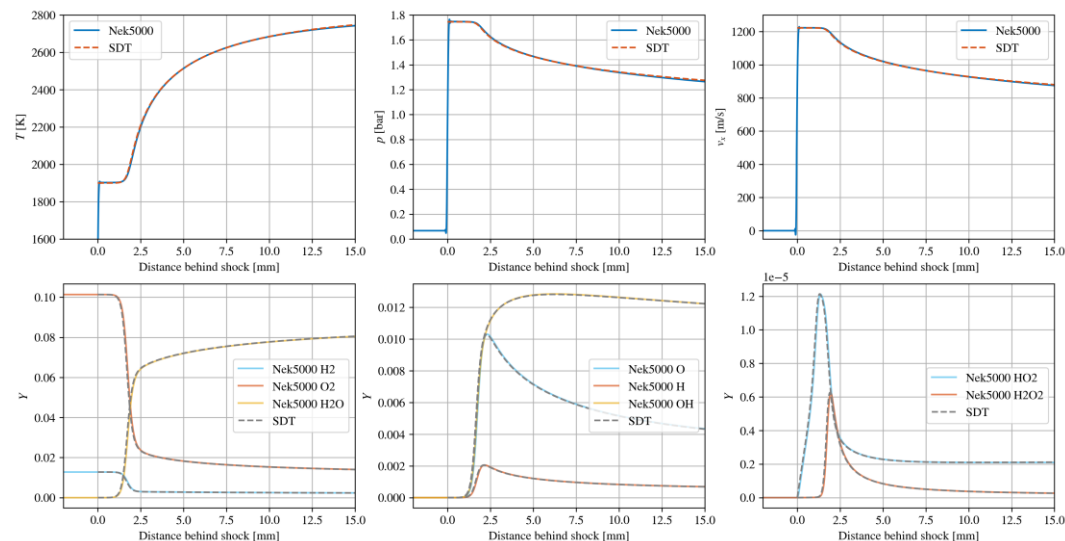 2800
2600
2400
2200
2000
1800
1600
T [K]
Nek5000
SDT
0.0 2.5 5.0 7.5 10.0 12.5 15.0
Distance behind shock [mm]
1.8
1.6
1.4
1.2
1.0
0.8
0.6
0.4
0.2
0.0
p [bar]
Nek5000
SDT
0.0 2.5 5.0 7.5 10.0 12.5 15.0
Distance behind shock [mm]
1200
1000
800
600
400
200
0
vₓ [m/s]
Nek5000
SDT
0.0 2.5 5.0 7.5 10.0 12.5 15.0
Distance behind shock [mm]
0.10
0.08
0.06
0.04
0.02
0.00
Y
Nek5000 H2
Nek5000 O2
Nek5000 H2O
SDT
0.0 2.5 5.0 7.5 10.0 12.5 15.0
Distance behind shock [mm]
0.012
0.010
0.008
0.006
0.004
0.002
0.000
Y
Nek5000 O
Nek5000 H
Nek5000 OH
SDT
0.0 2.5 5.0 7.5 10.0 12.5 15.0
Distance behind shock [mm]
1e−5
1.2
1.0
0.8
0.6
0.4
0.2
0.0
Y
Nek5000 HO2
Nek5000 H2O2
SDT
0.0 2.5 5.0 7.5 10.0 12.5 15.0
Distance behind shock [mm]